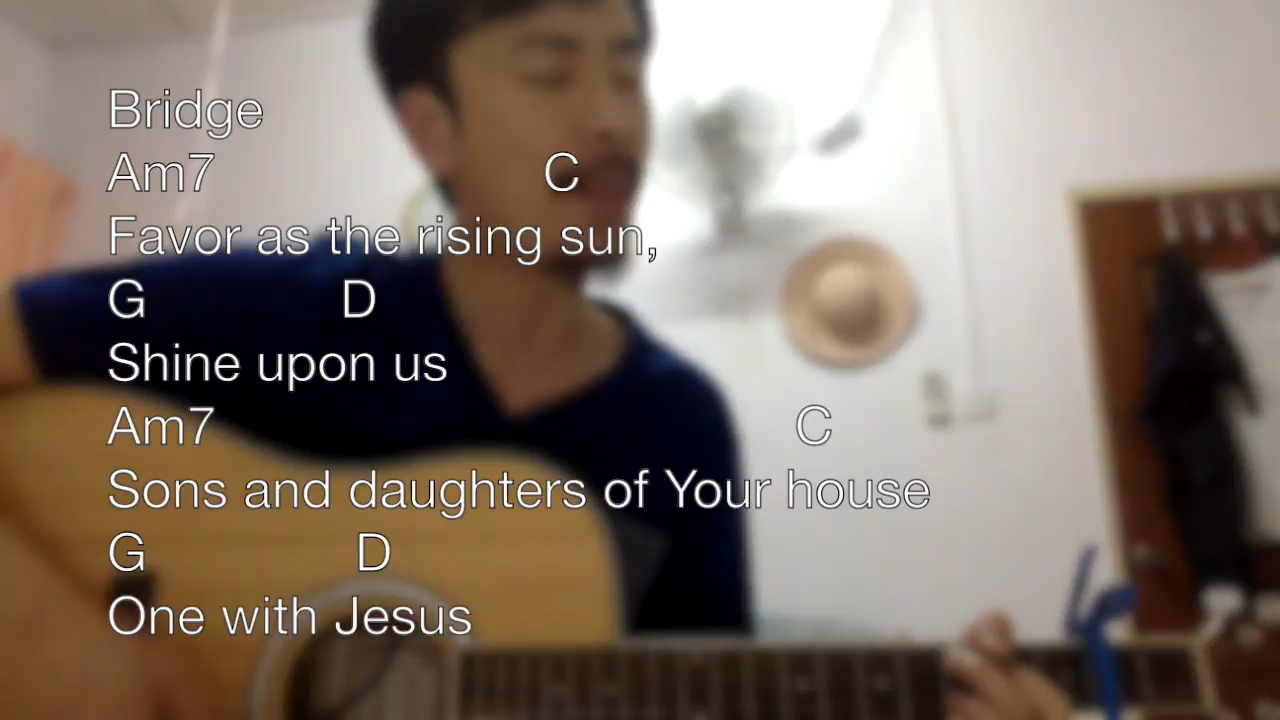 Bridge
Am7 C
Favor as the rising sun,
G D
Shine upon us
Am7 C
Sons and daughters of Your house
G D
One with Jesus